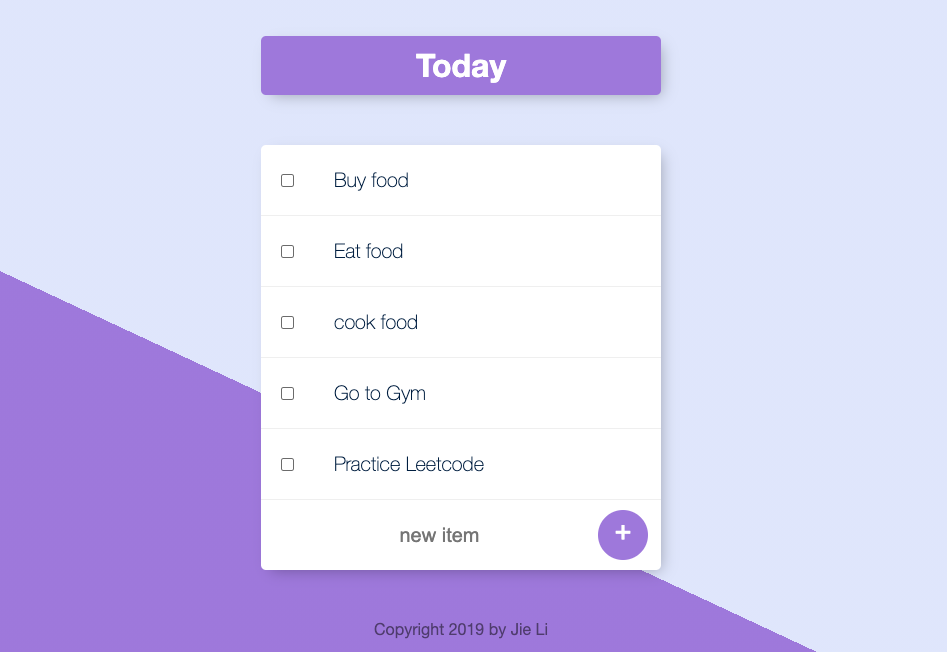 Today
Buy food
Eat food
cook food
Go to Gym
Practice Leetcode
new item
+
Copyright 2019 by Jie Li